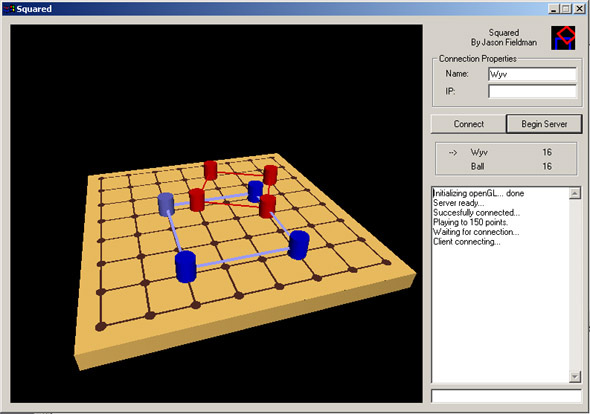 Squared
Squared
By Jason Fieldman
Connection Properties
Name: Wyv
IP:
Connect Begin Server
--> Wyv 16
Ball 16
Initializing openGL... done
Server ready...
Succesfully connected...
Playing to 150 points.
Waiting for connection...
Client connecting...